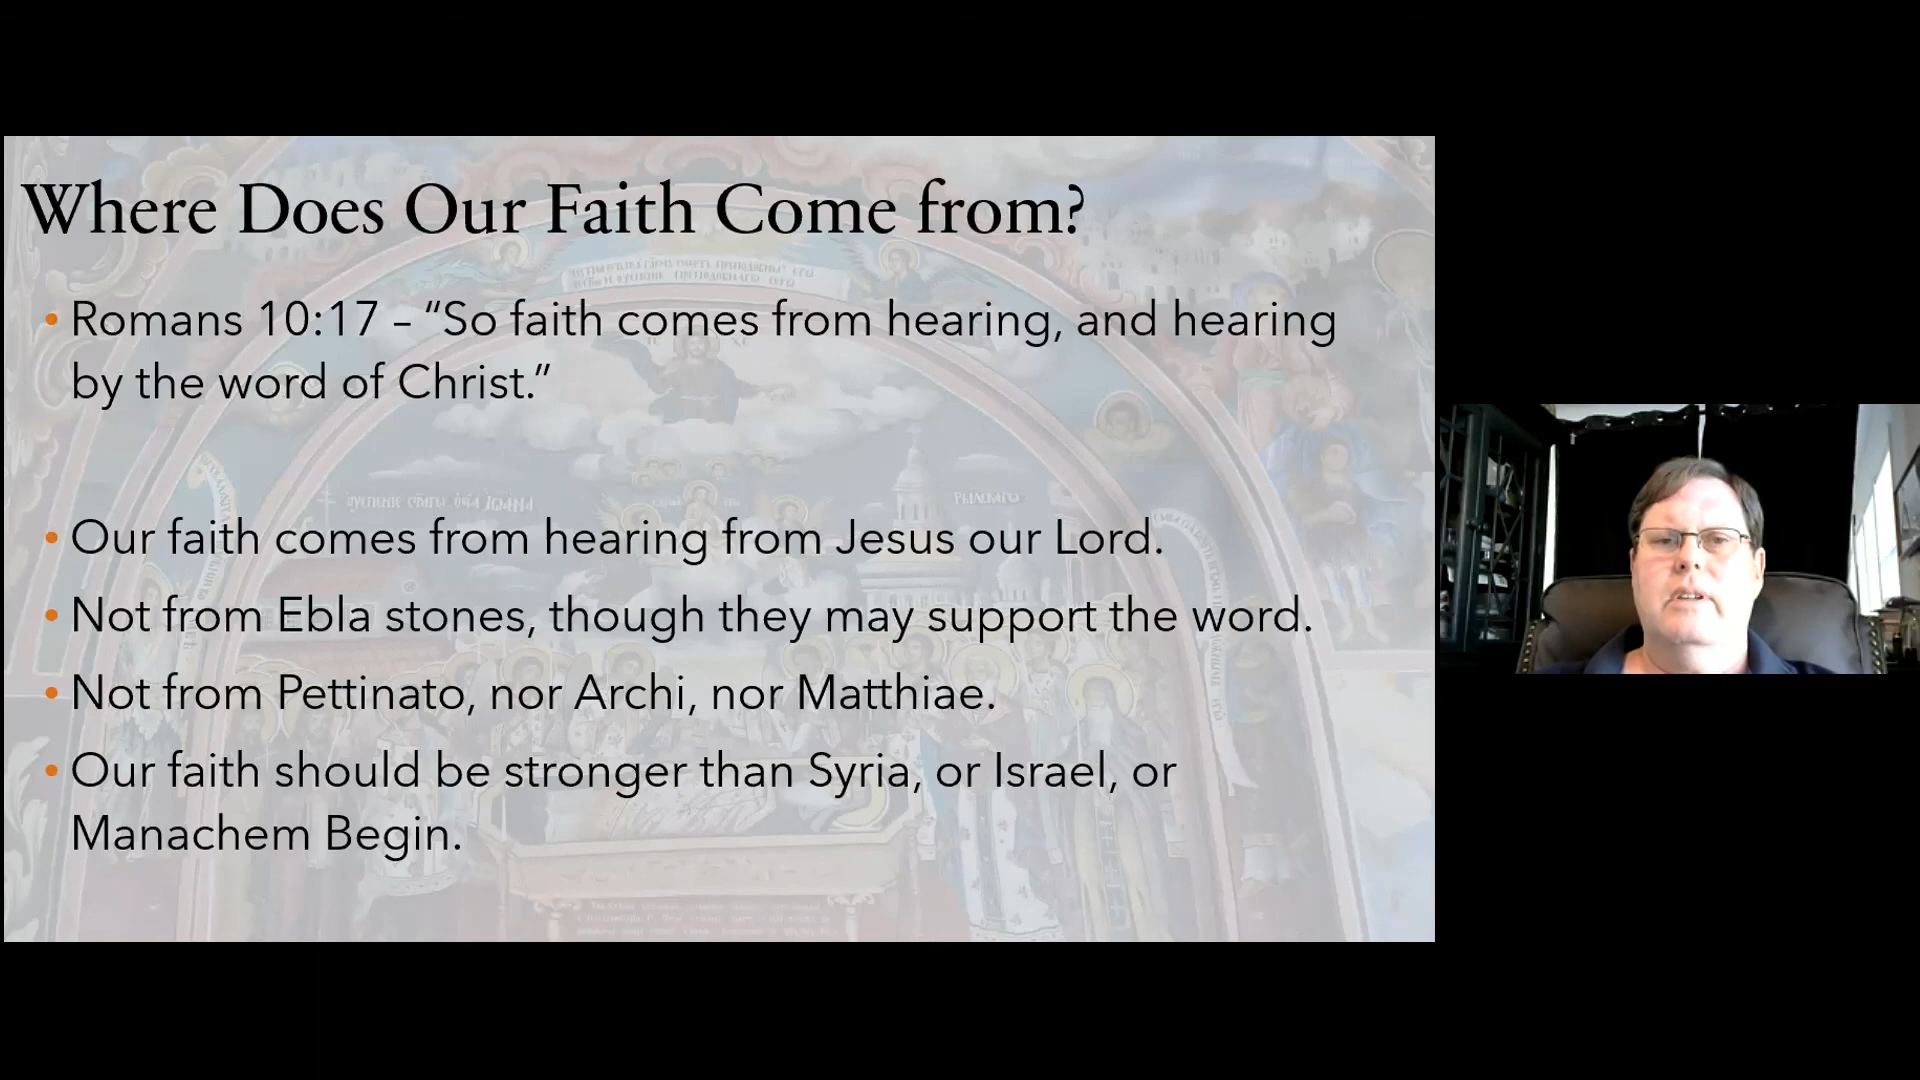 Where Does Our Faith Come from?
• Romans 10:17 – “So faith comes from hearing, and hearing
by the word of Christ.”
• Our faith comes from hearing from Jesus our Lord.
• Not from Ebla stones, though they may support the word.
• Not from Pettinato, nor Archi, nor Matthiae.
• Our faith should be stronger than Syria, or Israel, or
Manachem Begin.